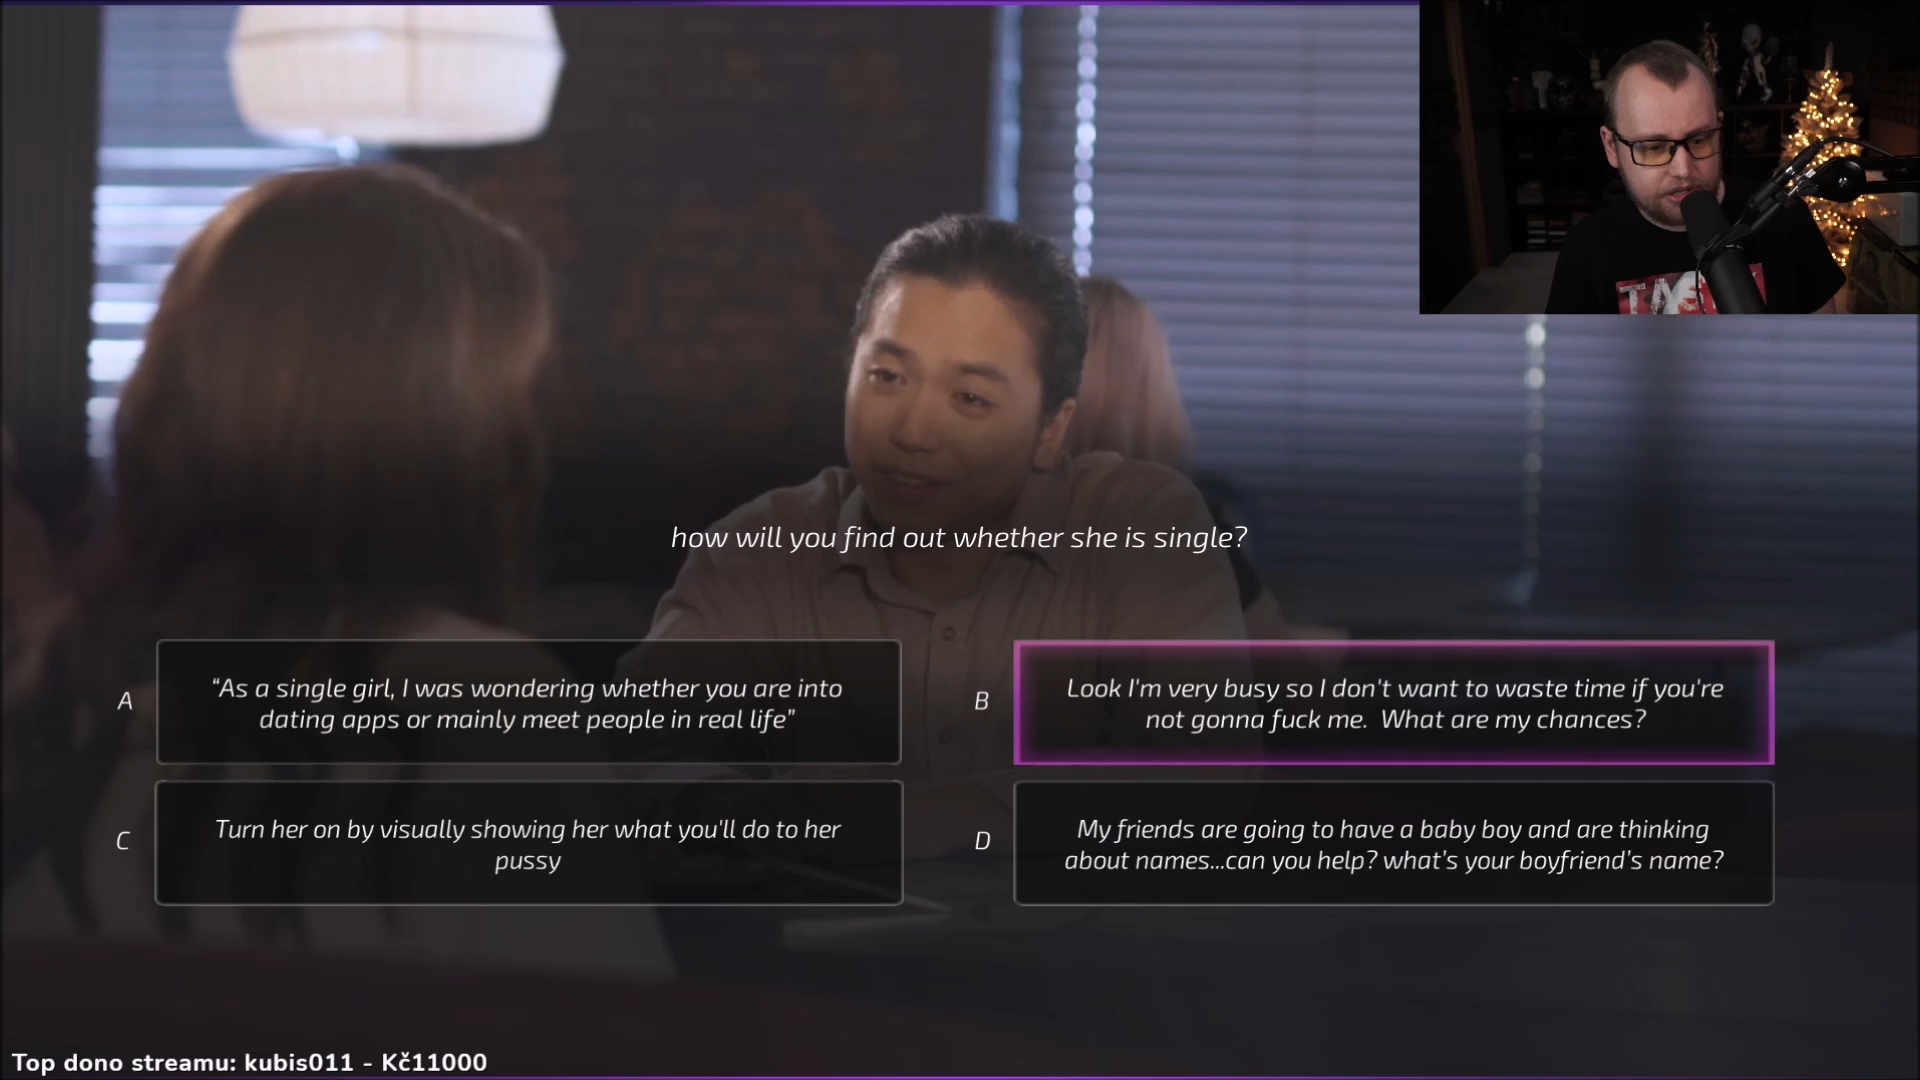 how will you find out whether she is single?
A
“As a single girl, I was wondering whether you are into
dating apps or mainly meet people in real life”
B
Look I'm very busy so I don't want to waste time if you're
not gonna fuck me.  What are my chances?
C
Turn her on by visually showing her what you'll do to her
pussy
D
My friends are going to have a baby boy and are thinking
about names...can you help? what's your boyfriend's name?
Top dono streamu: kubis011 - Kč11000